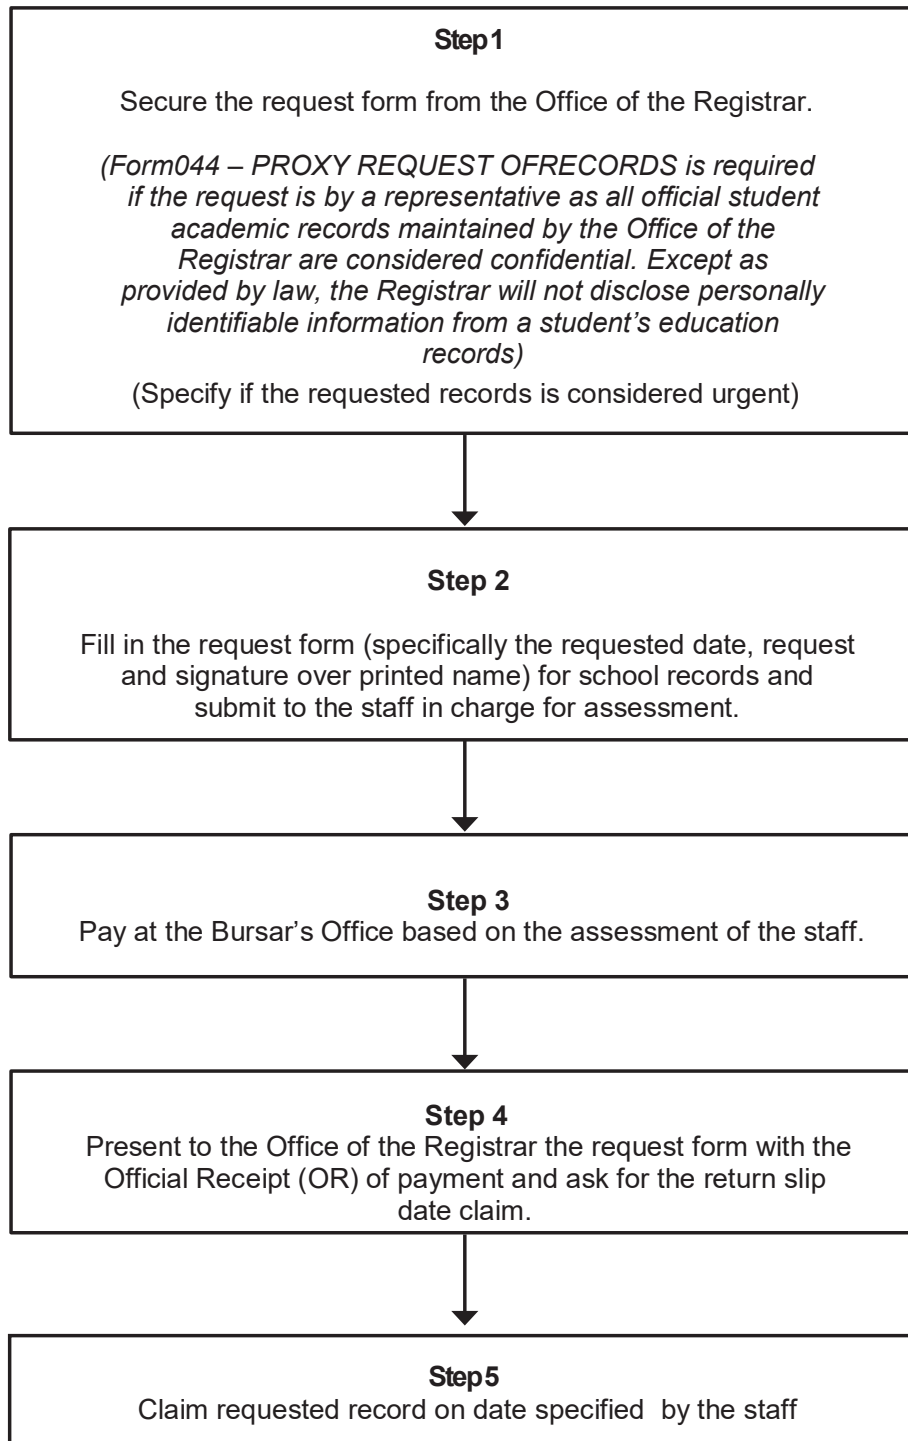 Step1
Secure the request form from the Office of the Registrar.
(Form044 – PROXY REQUEST OFRECORDS is required
if the request is by a representative as all official student
academic records maintained by the Office of the
Registrar are considered confidential. Except as
provided by law, the Registrar will not disclose personally
identifiable information from a student’s education
records)
(Specify if the requested records is considered urgent)
Step 2
Fill in the request form (specifically the requested date, request
and signature over printed name) for school records and
submit to the staff in charge for assessment.
Step 3
Pay at the Bursar’s Office based on the assessment of the staff.
Step 4
Present to the Office of the Registrar the request form with the
Official Receipt (OR) of payment and ask for the return slip
date claim.
Step5
Claim requested record on date specified  by the staff